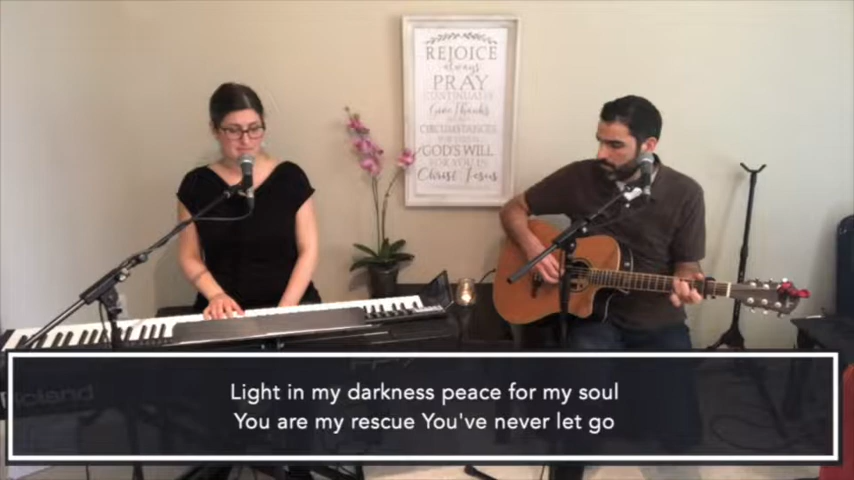 REJOICE
always
PRAY
CONTINUALLY
Give Thanks
CIRCUMSTANCES
GOD'S WILL
FOR YOU IN
Christ Jesus
Roland
Light in my darkness peace for my soul
You are my rescue You've never let go